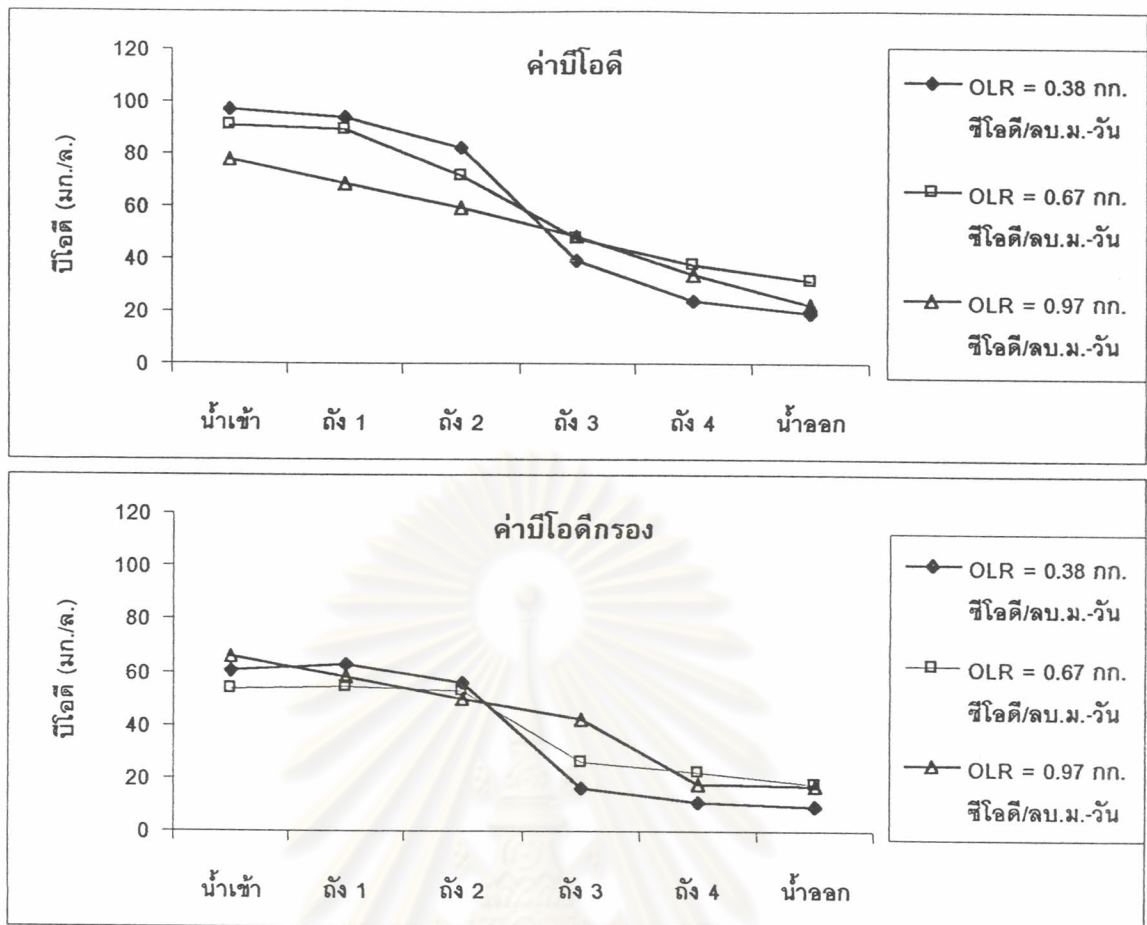 ค่าบีโอดี
120
100
80
60
40
20
0
บีโอดี (มก./ล.)
น้ำเข้า ถัง 1 ถัง 2 ถัง 3 ถัง 4 น้ำออก
OLR = 0.38 กก.
ซีโอดี/ลบ.ม.-วัน
OLR = 0.67 กก.
ซีโอดี/ลบ.ม.-วัน
OLR = 0.97 กก.
ซีโอดี/ลบ.ม.-วัน
ค่าบีโอดีกรอง
120
100
80
60
40
20
0
บีโอดี (มก./ล.)
น้ำเข้า ถัง 1 ถัง 2 ถัง 3 ถัง 4 น้ำออก
OLR = 0.38 กก.
ซีโอดี/ลบ.ม.-วัน
OLR = 0.67 กก.
ซีโอดี/ลบ.ม.-วัน
OLR = 0.97 กก.
ซีโอดี/ลบ.ม.-วัน